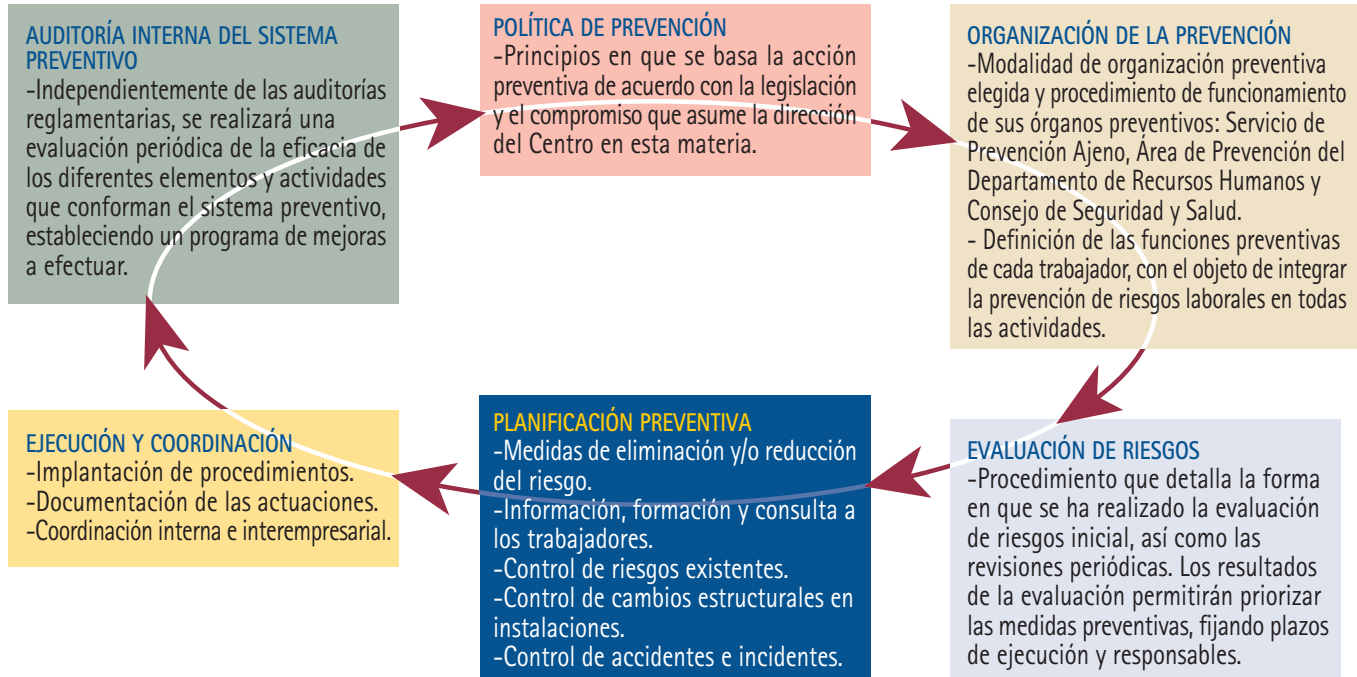 AUDITORÍA INTERNA DEL SISTEMA
PREVENTIVO
-Independientemente de las auditorías
reglamentarias, se realizará una
evaluación periódica de la eficacia de
los diferentes elementos y actividades
que conforman el sistema preventivo,
estableciendo un programa de mejoras
a efectuar.
POLÍTICA DE PREVENCIÓN
-Principios en que se basa la acción
preventiva de acuerdo con la legislación
y el compromiso que asume la dirección
del Centro en esta materia.
ORGANIZACIÓN DE LA PREVENCIÓN
-Modalidad de organización preventiva
elegida y procedimiento de funcionamiento
de sus órganos preventivos: Servicio de
Prevención Ajeno, Área de Prevención del
Departamento de Recursos Humanos y
Consejo de Seguridad y Salud.
- Definición de las funciones preventivas
de cada trabajador, con el objeto de integrar
la prevención de riesgos laborales en todas
las actividades.
EJECUCIÓN Y COORDINACIÓN
-Implantación de procedimientos.
-Documentación de las actuaciones.
-Coordinación interna e interempresarial.
PLANIFICACIÓN PREVENTIVA
-Medidas de eliminación y/o reducción
del riesgo.
-Información, formación y consulta a
los trabajadores.
-Control de riesgos existentes.
-Control de cambios estructurales en
instalaciones.
-Control de accidentes e incidentes.
EVALUACIÓN DE RIESGOS
-Procedimiento que detalla la forma
en que se ha realizado la evaluación
de riesgos inicial, así como las
revisiones periódicas. Los resultados
de la evaluación permitirán priorizar
las medidas preventivas, fijando plazos
de ejecución y responsables.